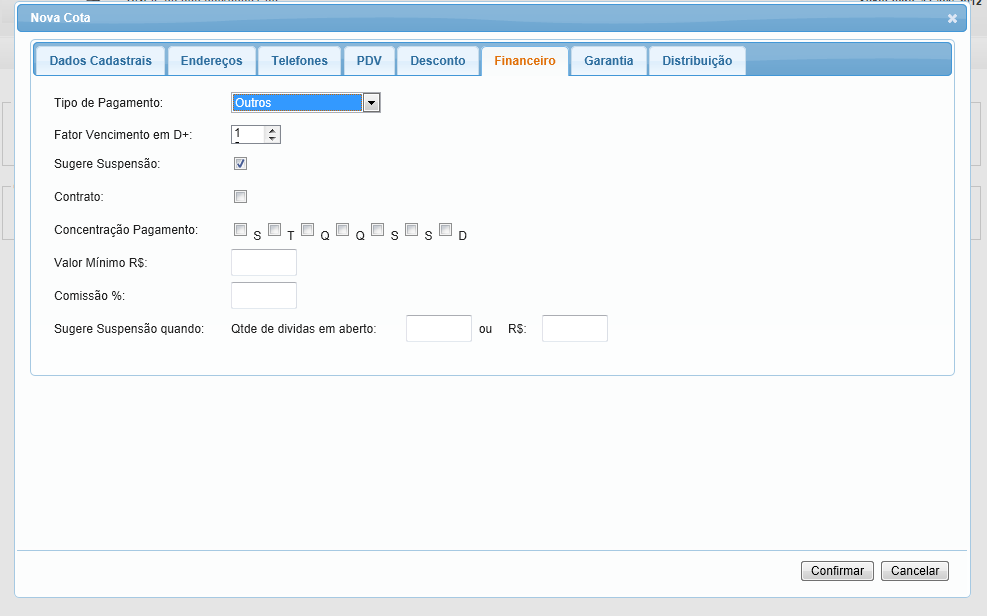 Nova Cota
Dados Cadastrais Endereços Telefones PDV Desconto Financeiro Garantia Distribuição
Tipo de Pagamento: Outros
Fator Vencimento em D+: 1
Sugere Suspensão:
Contrato:
Concentração Pagamento: S T Q Q S S D
Valor Mínimo R$:
Comissão %:
Sugere Suspensão quando: Qtde de dividas em aberto: ou R$:
Confirmar Cancelar